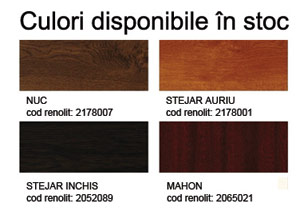 Culori disponibile în stoc
NUC
cod renolit: 2178007
STEJAR AURIU
cod renolit: 2178001
STEJAR INCHIS
cod renolit: 2052089
MAHON
cod renolit: 2065021